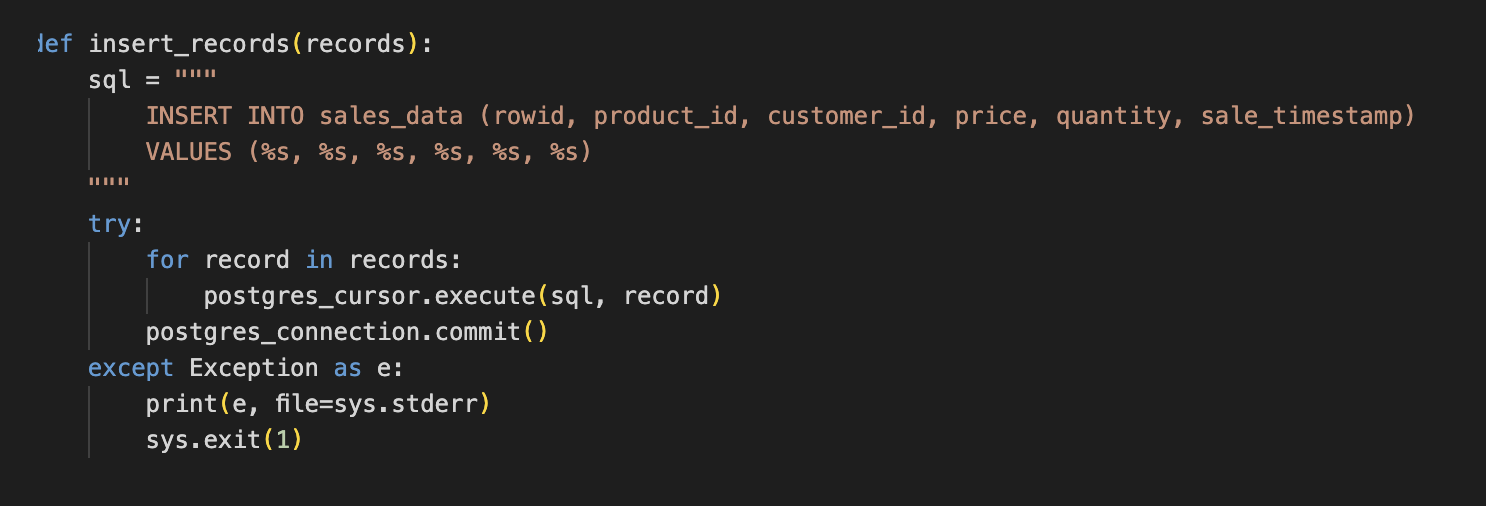 def insert_records(records):
    sql = """
        INSERT INTO sales_data (rowid, product_id, customer_id, price, quantity, sale_timestamp)
        VALUES (%s, %s, %s, %s, %s, %s)
    """
    try:
        for record in records:
            postgres_cursor.execute(sql, record)
        postgres_connection.commit()
    except Exception as e:
        print(e, file=sys.stderr)
        sys.exit(1)